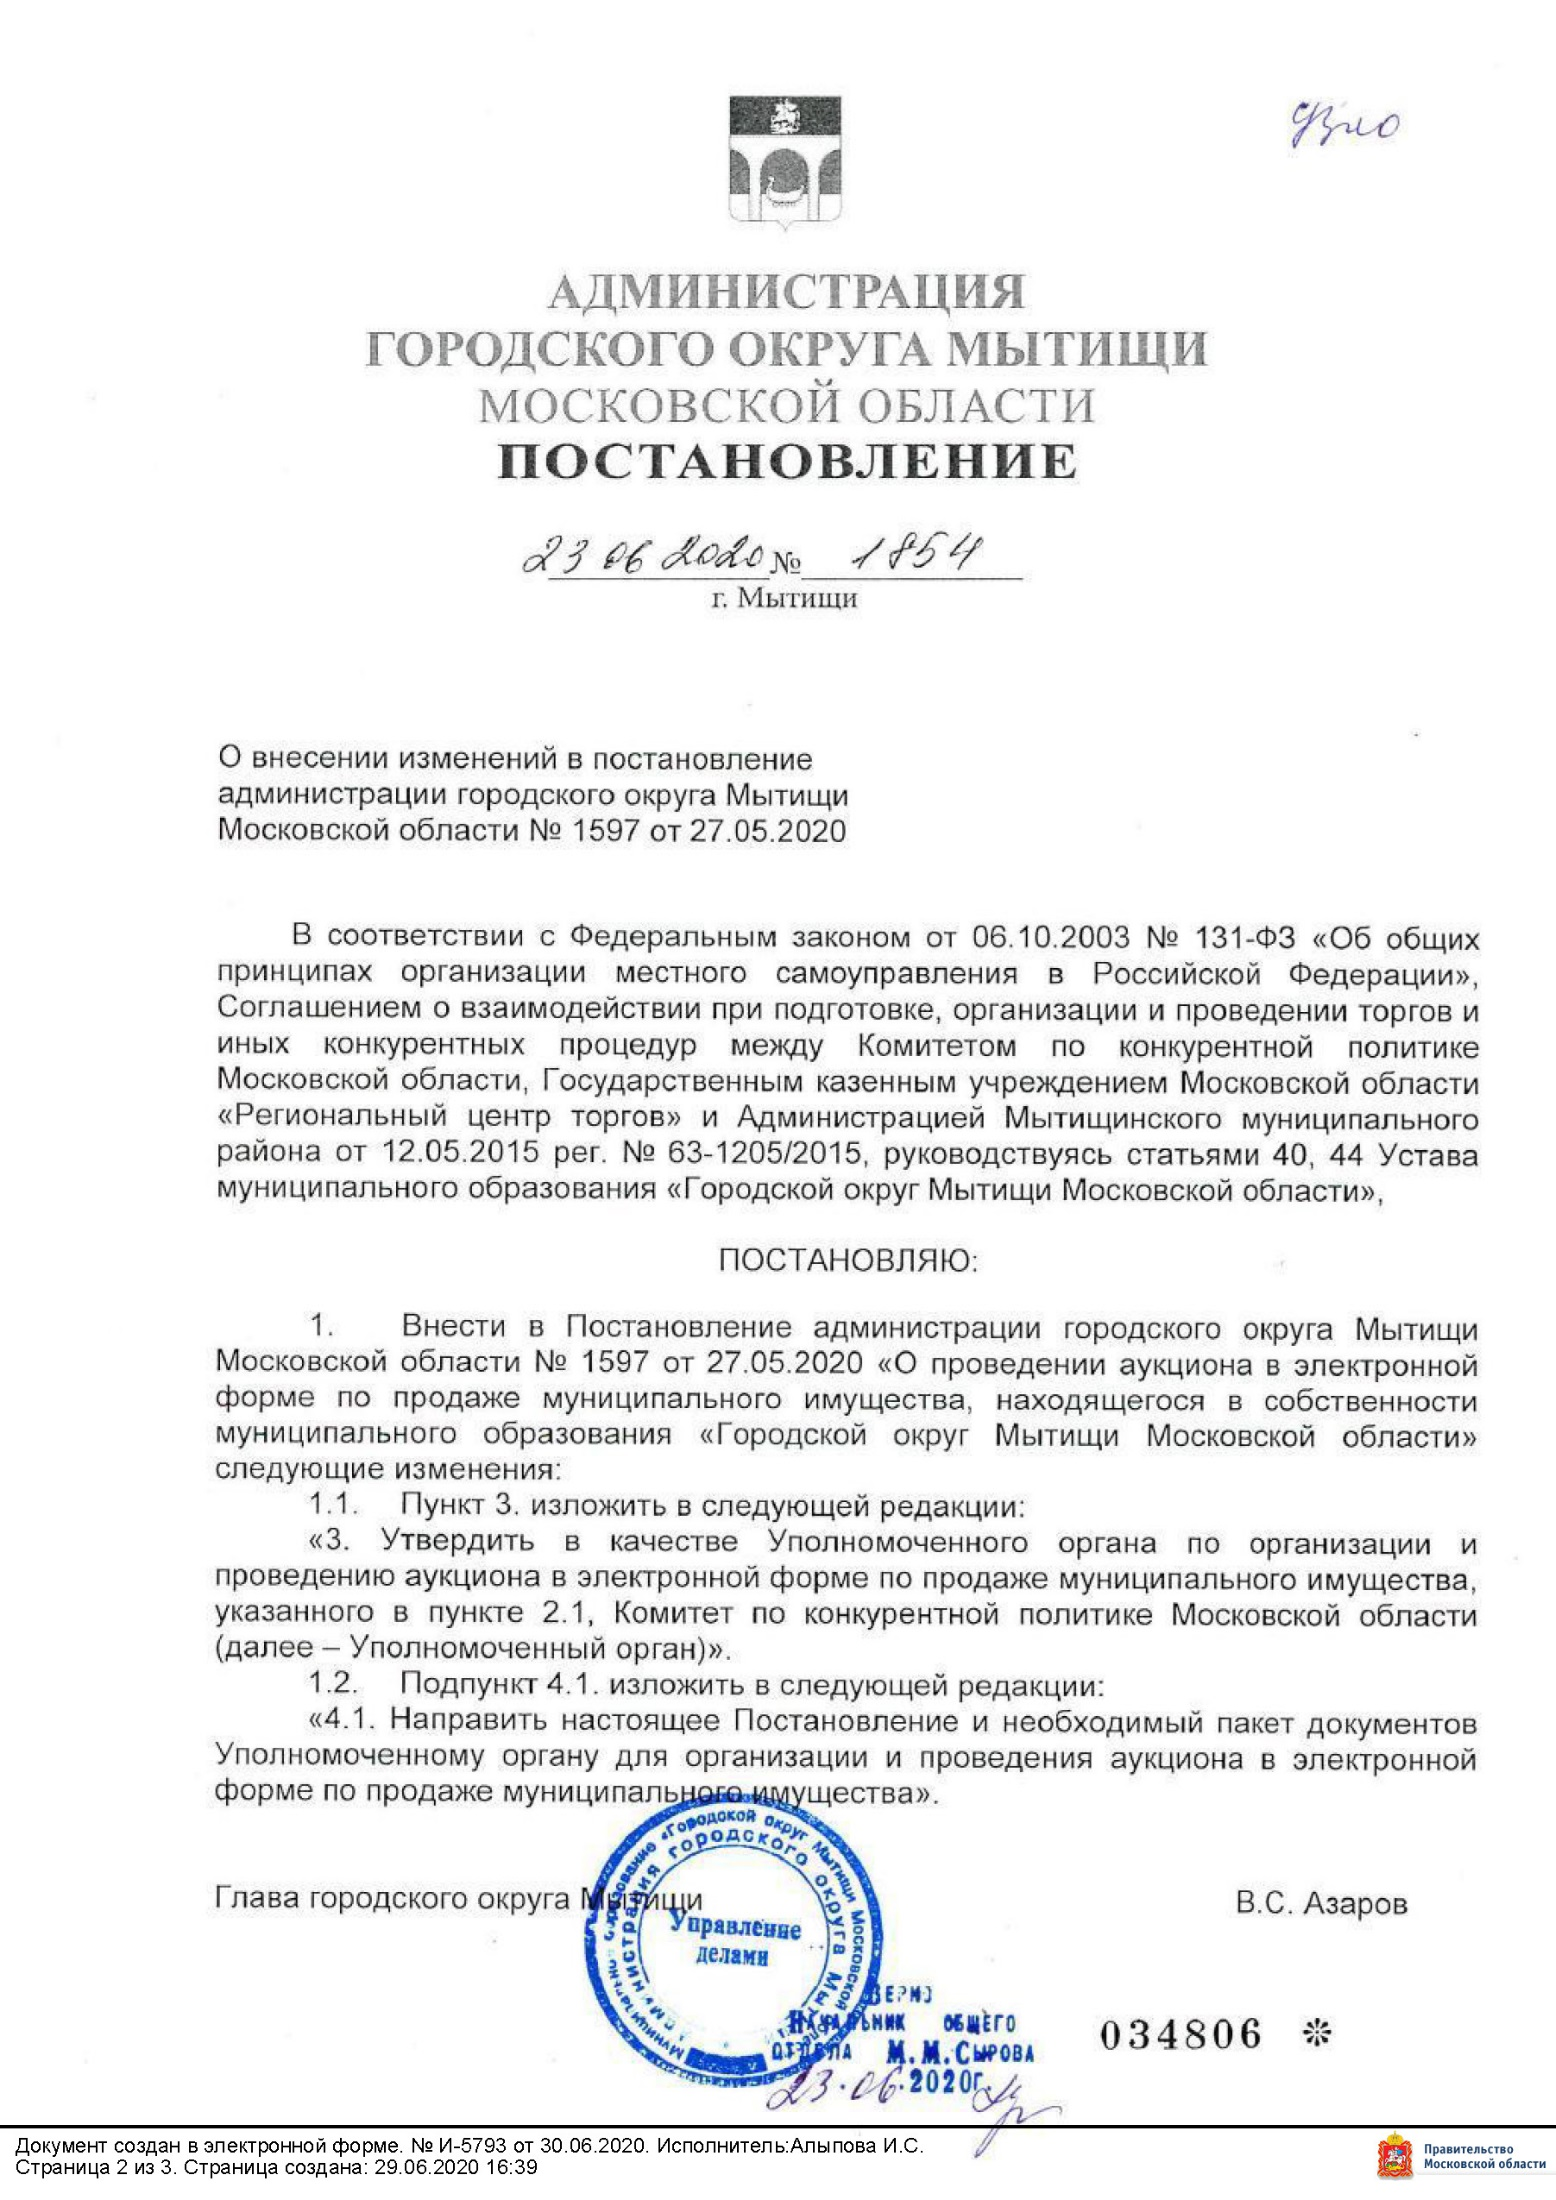 АДМИНИСТРАЦИЯ
ГОРОДСКОГО ОКРУГА МЫТИЩИ
МОСКОВСКОЙ ОБЛАСТИ
ПОСТАНОВЛЕНИЕ
23 06 2020 № 1854
г. Мытищи
О внесении изменений в постановление
администрации городского округа Мытищи
Московской области № 1597 от 27.05.2020
В соответствии с Федеральным законом от 06.10.2003 № 131-ФЗ «Об общих
принципах организации местного самоуправления в Российской Федерации»,
Соглашением о взаимодействии при подготовке, организации и проведении торгов и
иных конкурентных процедур между Комитетом по конкурентной политике
Московской области, Государственным казенным учреждением Московской области
«Региональный центр торгов» и Администрацией Мытищинского муниципального
района от 12.05.2015 рег. № 63-1205/2015, руководствуясь статьями 40, 44 Устава
муниципального образования «Городской округ Мытищи Московской области»,
ПОСТАНОВЛЯЮ:
1. Внести в Постановление администрации городского округа Мытищи
Московской области № 1597 от 27.05.2020 «О проведении аукциона в электронной
форме по продаже муниципального имущества, находящегося в собственности
муниципального образования «Городской округ Мытищи Московской области»
следующие изменения:
1.1. Пункт 3. изложить в следующей редакции:
«3. Утвердить в качестве Уполномоченного органа по организации и
проведению аукциона в электронной форме по продаже муниципального имущества,
указанного в пункте 2.1, Комитет по конкурентной политике Московской области
(далее – Уполномоченный орган)».
1.2. Подпункт 4.1. изложить в следующей редакции:
«4.1. Направить настоящее Постановление и необходимый пакет документов
Уполномоченному органу для организации и проведения аукциона в электронной
форме по продаже муниципального имущества».
Глава городского округа Мытищи В.С. Азаров
Муниципальное образование «Городской округ Мытищи Московской области»
Администрация городского округа Мытищи
Управление
делами
ВЕРНО
НАЧАЛЬНИК ОБЩЕГО
ОТДЕЛА М.М.СЫРОВА
23.06.2020г.
034806 *
Документ создан в электронной форме. № И-5793 от 30.06.2020. Исполнитель:Алыпова И.С.
Страница 2 из 3. Страница создана: 29.06.2020 16:39
Правительство
Московской области